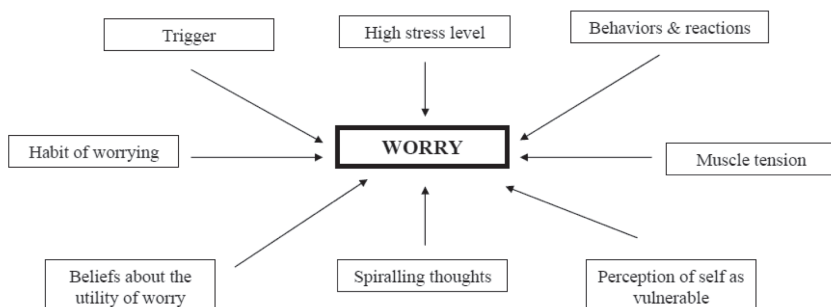 Trigger
High stress level
Behaviors & reactions
Habit of worrying
WORRY
Muscle tension
Beliefs about the
utility of worry
Spiralling thoughts
Perception of self as
vulnerable